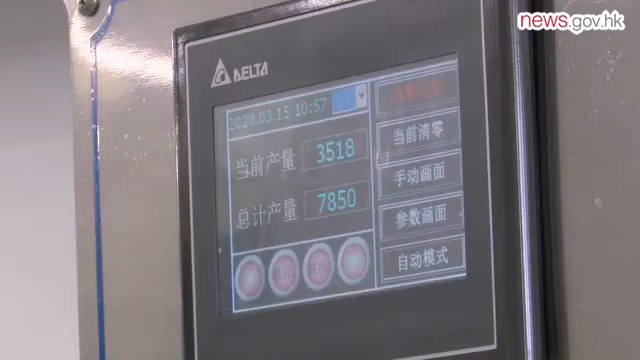 news.gov.hk
DELTA
2020.03.15 10:57
当前产量 3518
总计产量 7850
当前清零
手动画面
参数画面
自动模式